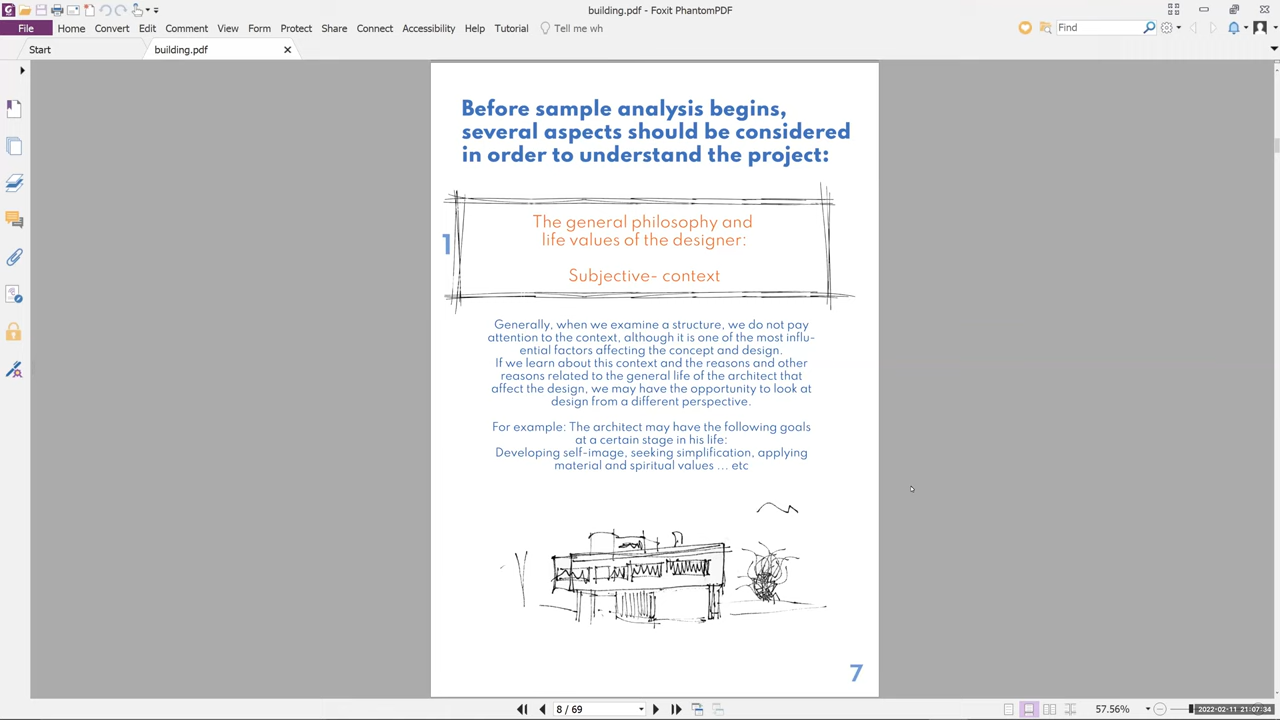 building.pdf - Foxit PhantomPDF
File Home Convert Edit Comment View Form Protect Share Connect Accessibility Help Tutorial Tell me wh Find
Start building.pdf
Before sample analysis begins,
several aspects should be considered
in order to understand the project:
1
The general philosophy and
life values of the designer:
Subjective- context
Generally, when we examine a structure, we do not pay
attention to the context, although it is one of the most influ-
ential factors affecting the concept and design.
If we learn about this context and the reasons and other
reasons related to the general life of the architect that
affect the design, we may have the opportunity to look at
design from a different perspective.
For example: The architect may have the following goals
at a certain stage in his life:
Developing self-image, seeking simplification, applying
material and spiritual values ... etc
7
8 / 69 57.56% 2022-02-11 21:07:34